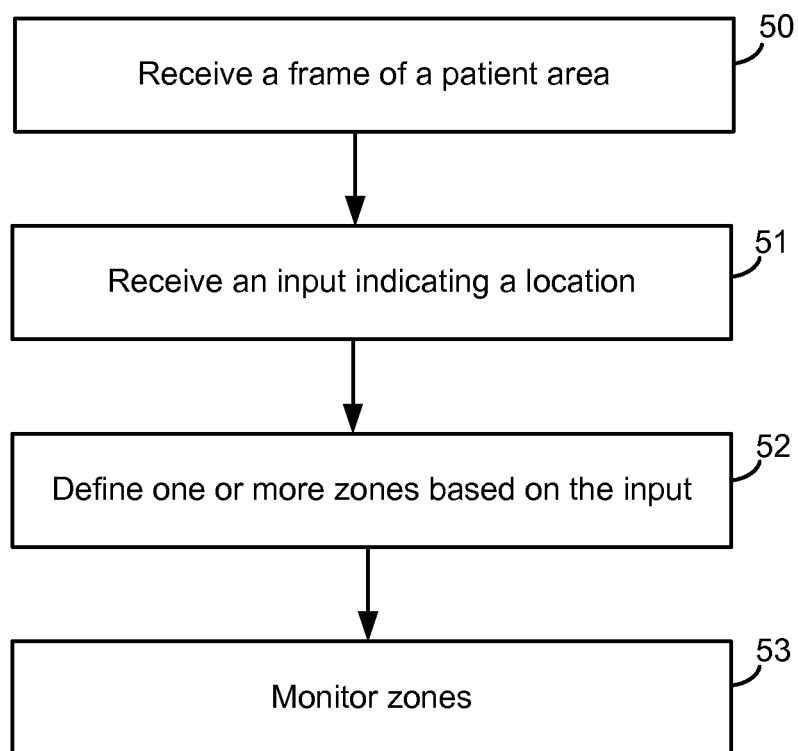 50
Receive a frame of a patient area
51
Receive an input indicating a location
52
Define one or more zones based on the input
53
Monitor zones